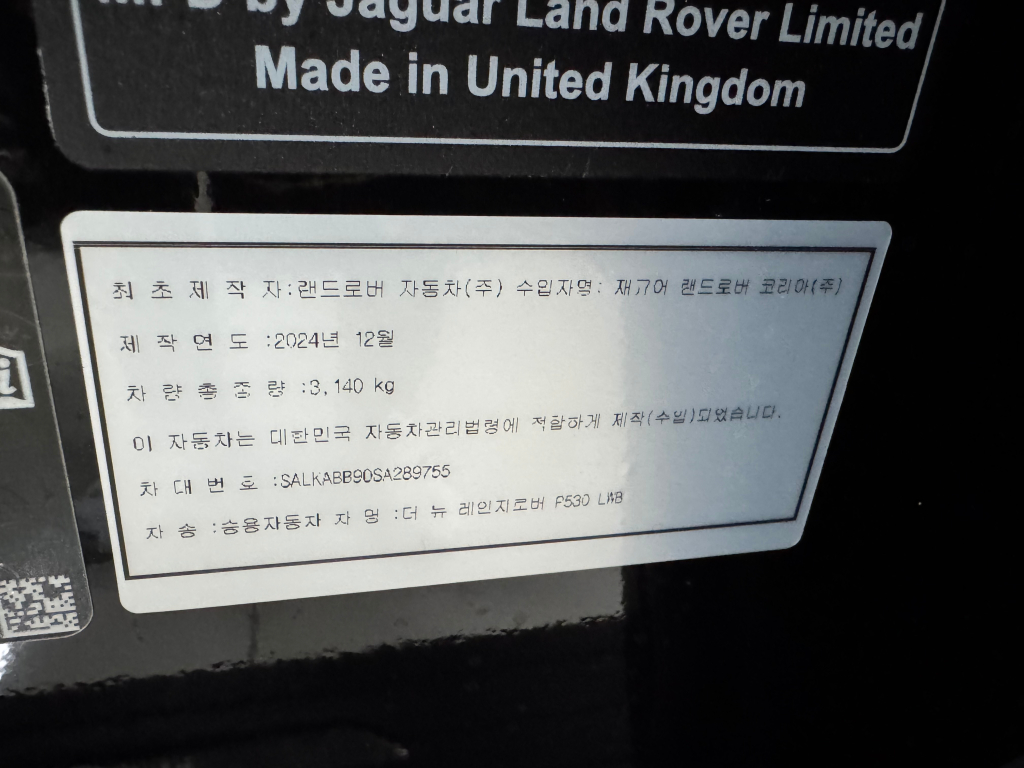 by Jaguar Land Rover Limited
Made in United Kingdom
최 초 제 작 자:랜드로버 자동차(주) 수입자명: 재규어 랜드로버 코리아(주)
제 작 연 도 :2024년 12월
차 량 총 중 량 :3,140 kg
이 자동차는 대한민국 자동차관리법령에 적합하게 제작(수입)되었습니다.
차 대 번 호 :SALKABB90SA289755
차 종 :승용자동차 차 명 :더 뉴 레인지로버 P530 LWB